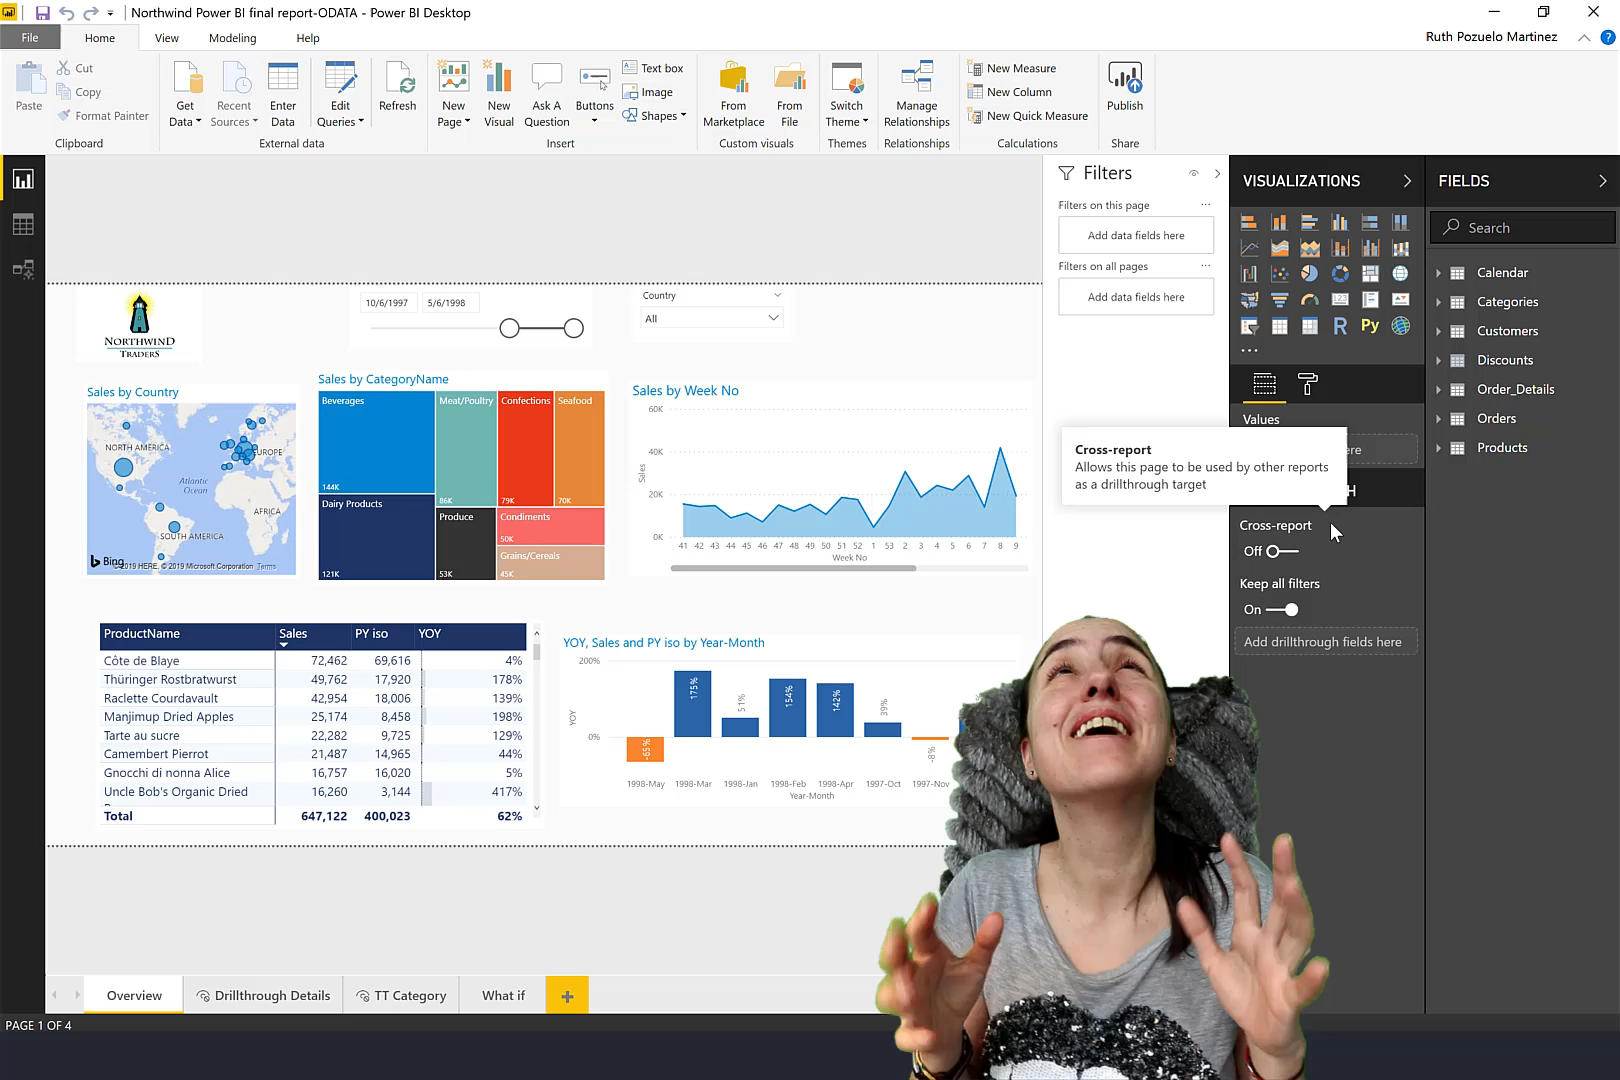 Northwind Power BI final report-ODATA - Power BI Desktop
File
Home
View
Modeling
Help
Ruth Pozuelo Martinez
?
Paste
Cut
Copy
Format Painter
Clipboard
Get
Data
Recent
Sources
Enter
Data
Edit
Queries
Refresh
External data
New
Page
New
Visual
Ask A
Question
Buttons
Text box
Image
Shapes
Insert
From
Marketplace
From
File
Custom visuals
Switch
Theme
Themes
Manage
Relationships
Relationships
New Measure
New Column
New Quick Measure
Calculations
Publish
Share
NORTHWIND
TRADERS
10/6/1997
5/6/1998
Country
All
Sales by Country
NORTH AMERICA
EUROPE
Atlantic
Ocean
AFRICA
SOUTH AMERICA
Bing
©2019 HERE, © 2019 Microsoft Corporation Terms
Sales by CategoryName
Beverages
144K
Dairy Products
121K
Meat/Poultry
86K
Produce
53K
Confections
79K
Seafood
70K
Condiments
50K
Grains/Cereals
45K
Sales by Week No
Sales
60K
40K
20K
0K
41 42 43 44 45 46 47 48 49 50 51 52 1 53 2 3 4 5 6 7 8 9
Week No
ProductName Sales PY iso YOY
Côte de Blaye 72,462 69,616 4%
Thüringer Rostbratwurst 49,762 17,920 178%
Raclette Courdavault 42,954 18,006 139%
Manjimup Dried Apples 25,174 8,458 198%
Tarte au sucre 22,282 9,725 129%
Camembert Pierrot 21,487 14,965 44%
Gnocchi di nonna Alice 16,757 16,020 5%
Uncle Bob's Organic Dried 16,260 3,144 417%
Total 647,122 400,023 62%
YOY, Sales and PY iso by Year-Month
YOY
200%
0%
-65%
175%
51%
154%
142%
39%
-8%
1998-May 1998-Mar 1998-Jan 1998-Feb 1998-Apr 1997-Oct 1997-Nov
Year-Month
Filters
Filters on this page
Add data fields here
Filters on all pages
Add data fields here
VISUALIZATIONS
R
Py
123
Values
ere
Cross-report
Allows this page to be used by other reports
as a drillthrough target
H
Cross-report
Off
Keep all filters
On
Add drillthrough fields here
FIELDS
Search
Calendar
Categories
Customers
Discounts
Order_Details
Orders
Products
Overview
Drillthrough Details
TT Category
What if
+
PAGE 1 OF 4